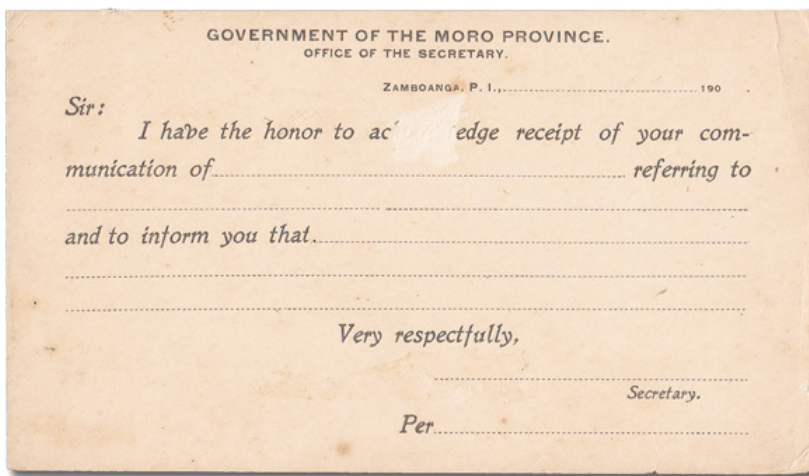 GOVERNMENT OF THE MORO PROVINCE.
OFFICE OF THE SECRETARY.
ZAMBOANGA, P. I., 190 .
Sir:
I have the honor to ac edge receipt of your com-
munication of referring to
and to inform you that
Very respectfully,
Secretary.
Per